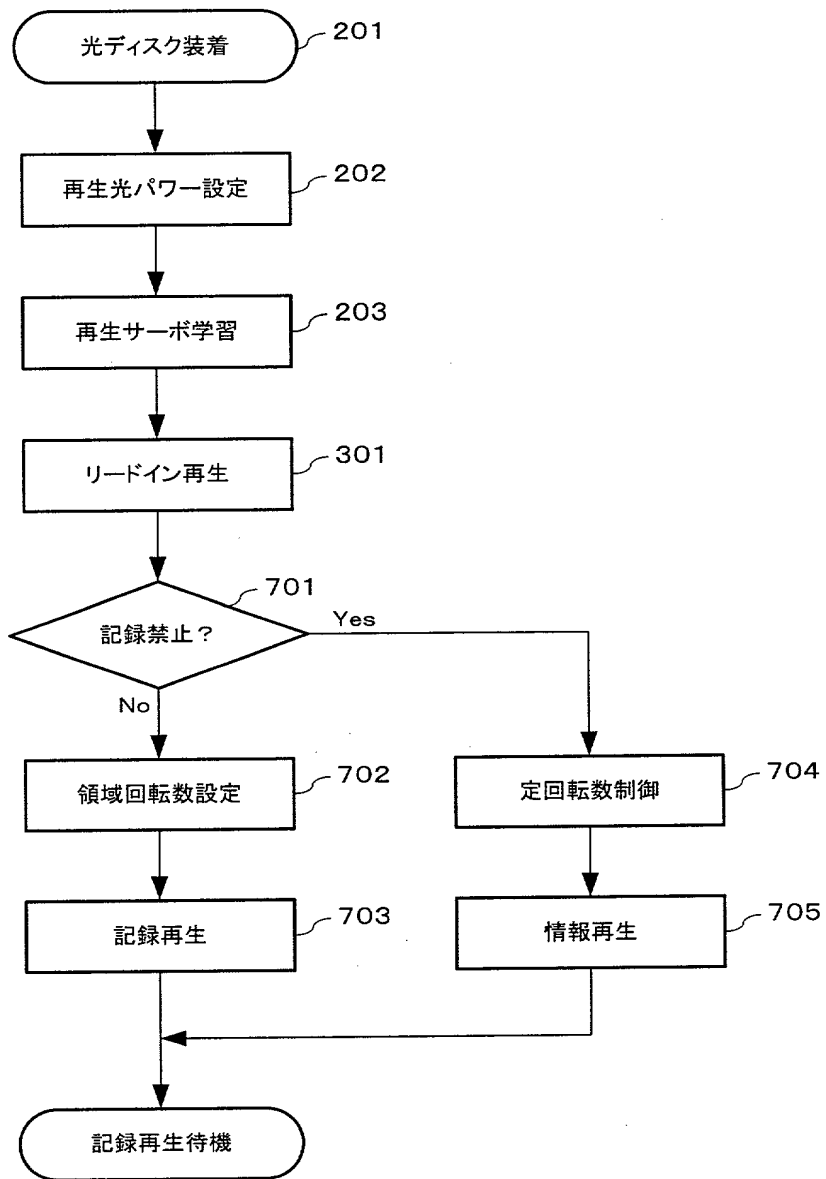 光ディスク装着
201
再生光パワー設定
202
再生サーボ学習
203
リードイン再生
301
記録禁止?
701
Yes
No
領域回転数設定
702
定回転数制御
704
記録再生
703
情報再生
705
記録再生待機